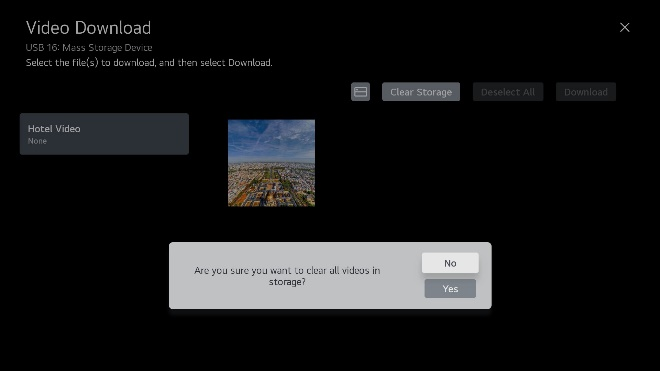 Video Download
USB 16: Mass Storage Device
Select the file(s) to download, and then select Download.
Clear Storage
Deselect All
Download
Hotel Video
None
Are you sure you want to clear all videos in
storage?
No
Yes